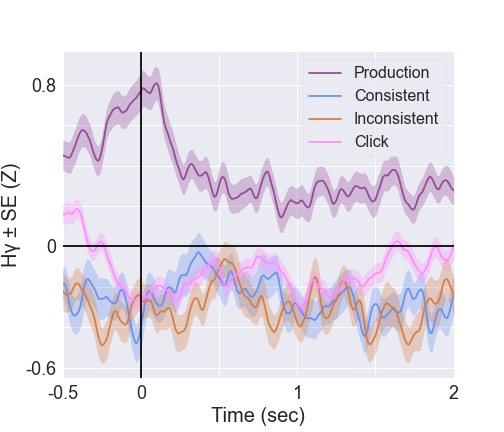 Production
Consistent
Inconsistent
Click
Hγ ± SE (Z)
0.8
0
-0.6
-0.5
0
1
2
Time (sec)